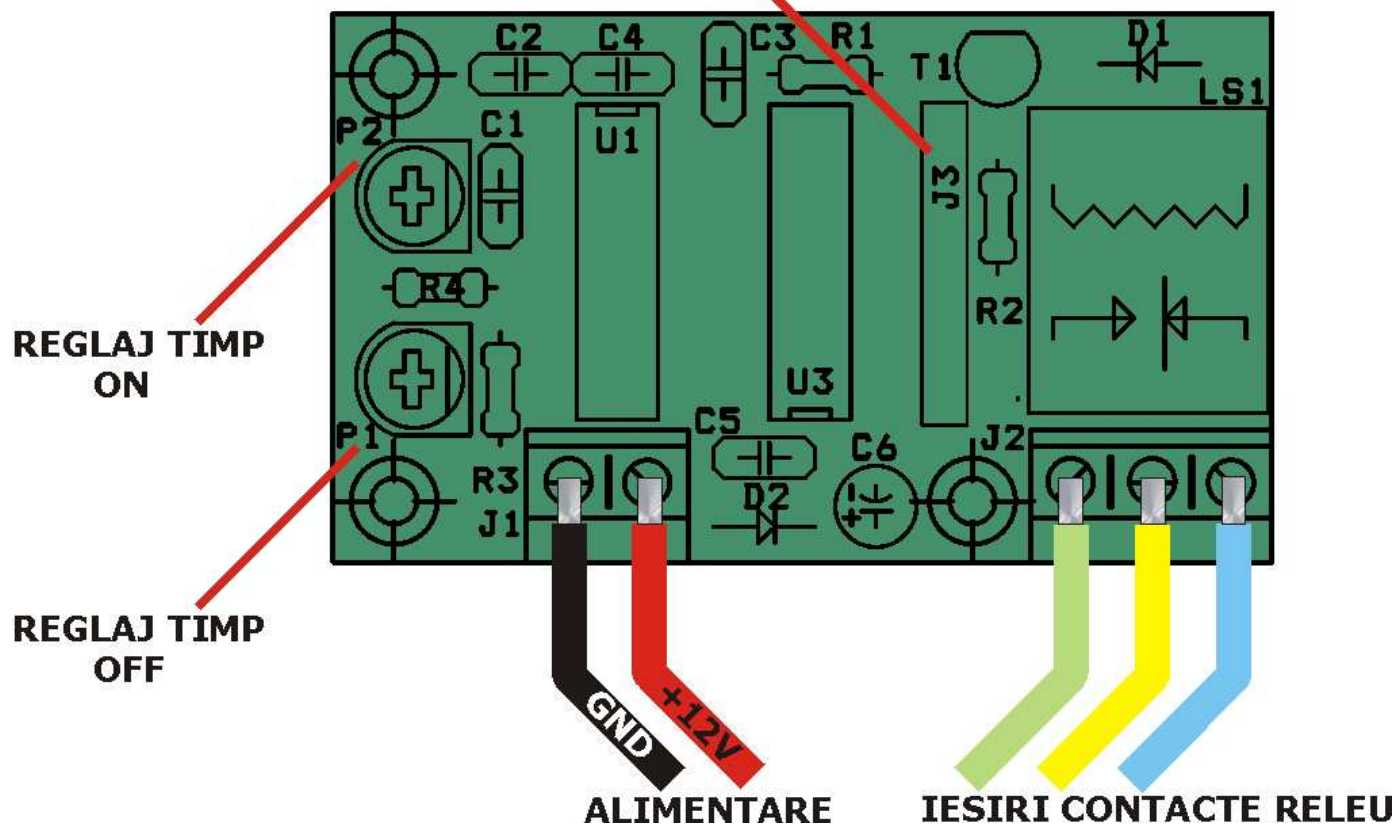 C2 C4 C3 R1 D1
T1
LS1
P2 C1 U1
J3
R4
R2
REGLAJ TIMP
ON
U3
C5
P1 C6 J2
R3 D2
J1
REGLAJ TIMP
OFF
GND +12V
ALIMENTARE IESIRI CONTACTE RELEU